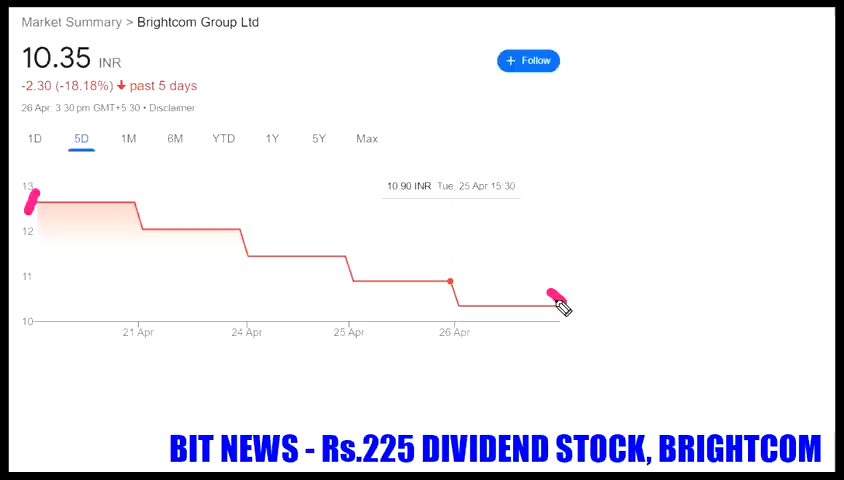 Market Summary > Brightcom Group Ltd
10.35 INR
+ Follow
-2.30 (-18.18%) ↓ past 5 days
26 Apr, 3:30 pm GMT+5:30 • Disclaimer
1D 5D 1M 6M YTD 1Y 5Y Max
10.90 INR Tue, 25 Apr 15:30
13
12
11
10
21 Apr 24 Apr 25 Apr 26 Apr
BIT NEWS - Rs.225 DIVIDEND STOCK, BRIGHTCOM